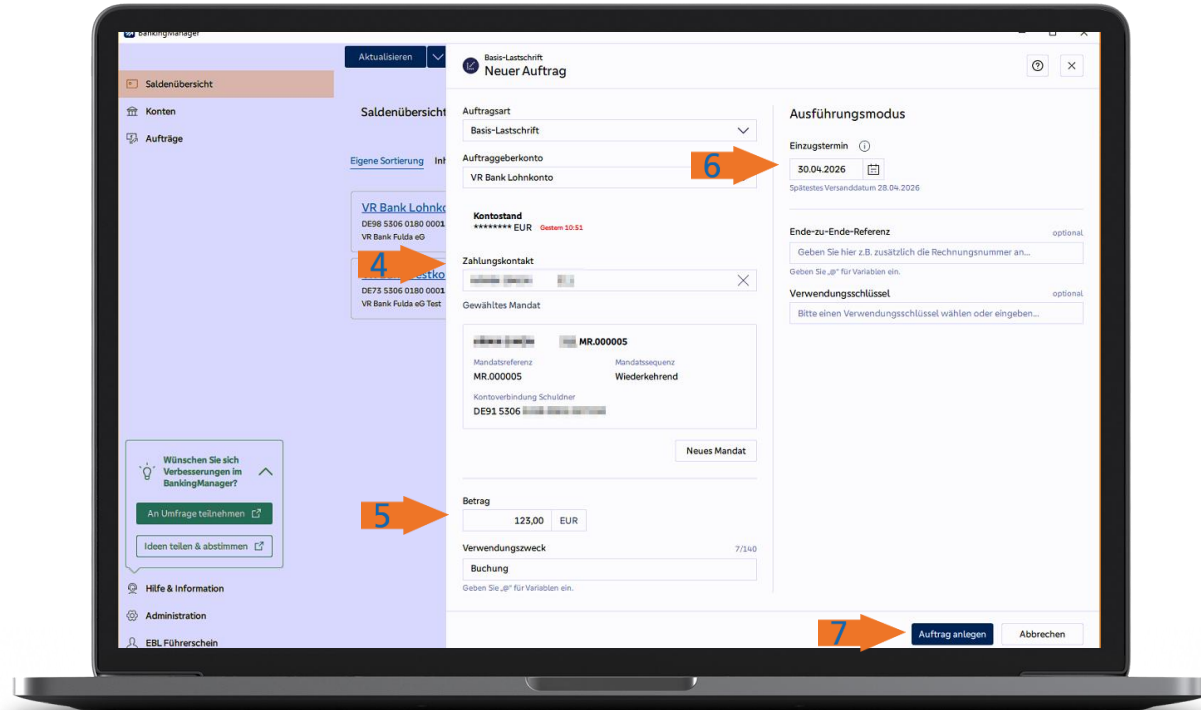 BankingManager
Saldenübersicht
Konten
Aufträge
Aktualisieren
Saldenübersicht
Eigene Sortierung
VR Bank Lohnko
DE98 5306 0180 0001
VR Bank Fulda eG
DE73 5306 0180 0001
VR Bank Fulda eG Test
Wünschen Sie sich
Verbesserungen im
BankingManager?
An Umfrage teilnehmen
Ideen teilen & abstimmen
Hilfe & Information
Administration
EBL Führerschein
Basis-Lastschrift
Neuer Auftrag
Auftragsart
Basis-Lastschrift
Auftraggeberkonto
VR Bank Lohnkonto
Kontostand
******** EUR Gestern 10:51
4
Zahlungskontakt
Gewähltes Mandat
MR.000005
Mandatsreferenz Mandatssequenz
MR.000005 Wiederkehrend
Kontoverbindung Schuldner
DE91 5306
Neues Mandat
5
Betrag
123,00 EUR
Verwendungszweck 7/140
Buchung
Geben Sie „@" für Variablen ein.
Ausführungsmodus
6
Einzugstermin
30.04.2026
Spätestes Versanddatum 28.04.2026
Ende-zu-Ende-Referenz optional
Geben Sie hier z.B. zusätzlich die Rechnungsnummer an...
Geben Sie „@" für Variablen ein.
Verwendungsschlüssel optional
Bitte einen Verwendungsschlüssel wählen oder eingeben...
7
Auftrag anlegen Abbrechen